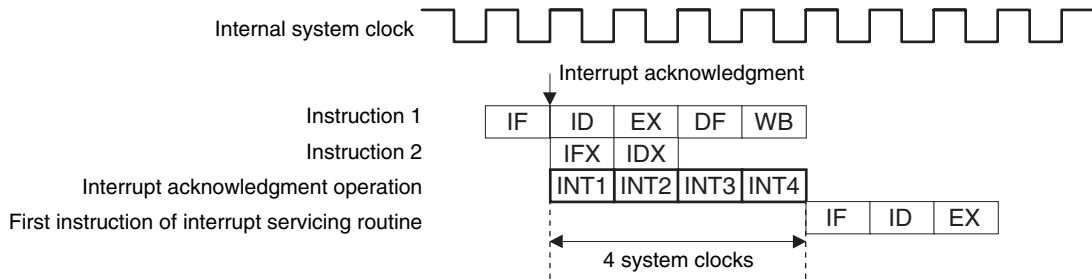 Internal system clock
Interrupt acknowledgment
Instruction 1 IF ID EX DF WB
Instruction 2 IFX IDX
Interrupt acknowledgment operation INT1 INT2 INT3 INT4
First instruction of interrupt servicing routine IF ID EX
4 system clocks